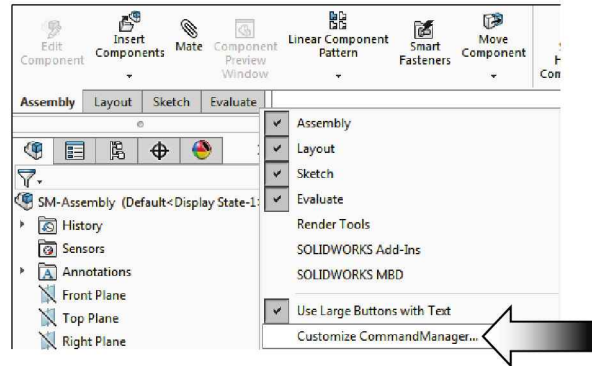 Edit
Component
Insert
Components
Mate
Component
Preview
Window
Linear Component
Pattern
Smart
Fasteners
Move
Component
Assembly
Layout
Sketch
Evaluate
SM-Assembly (Default<Display State-1
History
Sensors
Annotations
Front Plane
Top Plane
Right Plane
Assembly
Layout
Sketch
Evaluate
Render Tools
SOLIDWORKS Add-Ins
SOLIDWORKS MBD
Use Large Buttons with Text
Customize CommandManager...